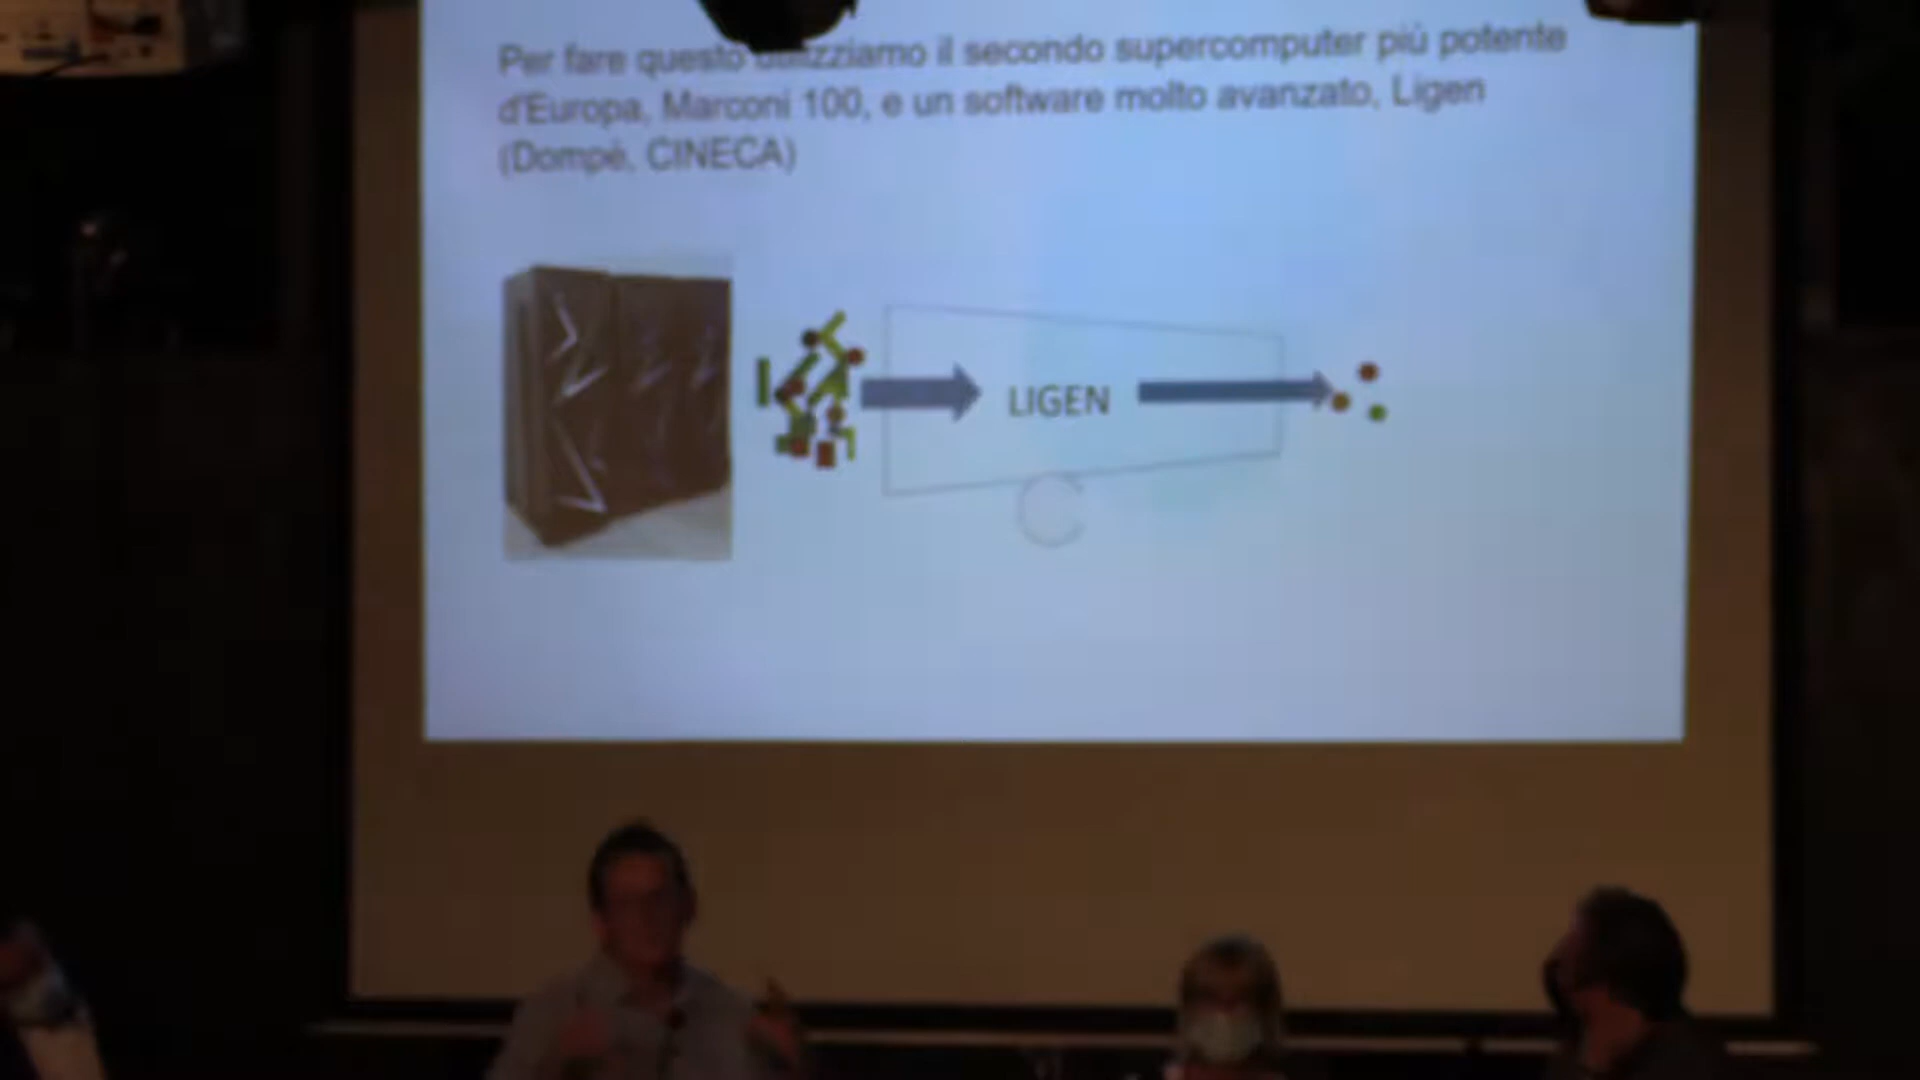 Per fare questo utilizziamo il secondo supercomputer più potente
d'Europa, Marconi 100, e un software molto avanzato, Ligen
(Dompè, CINECA)
LIGEN